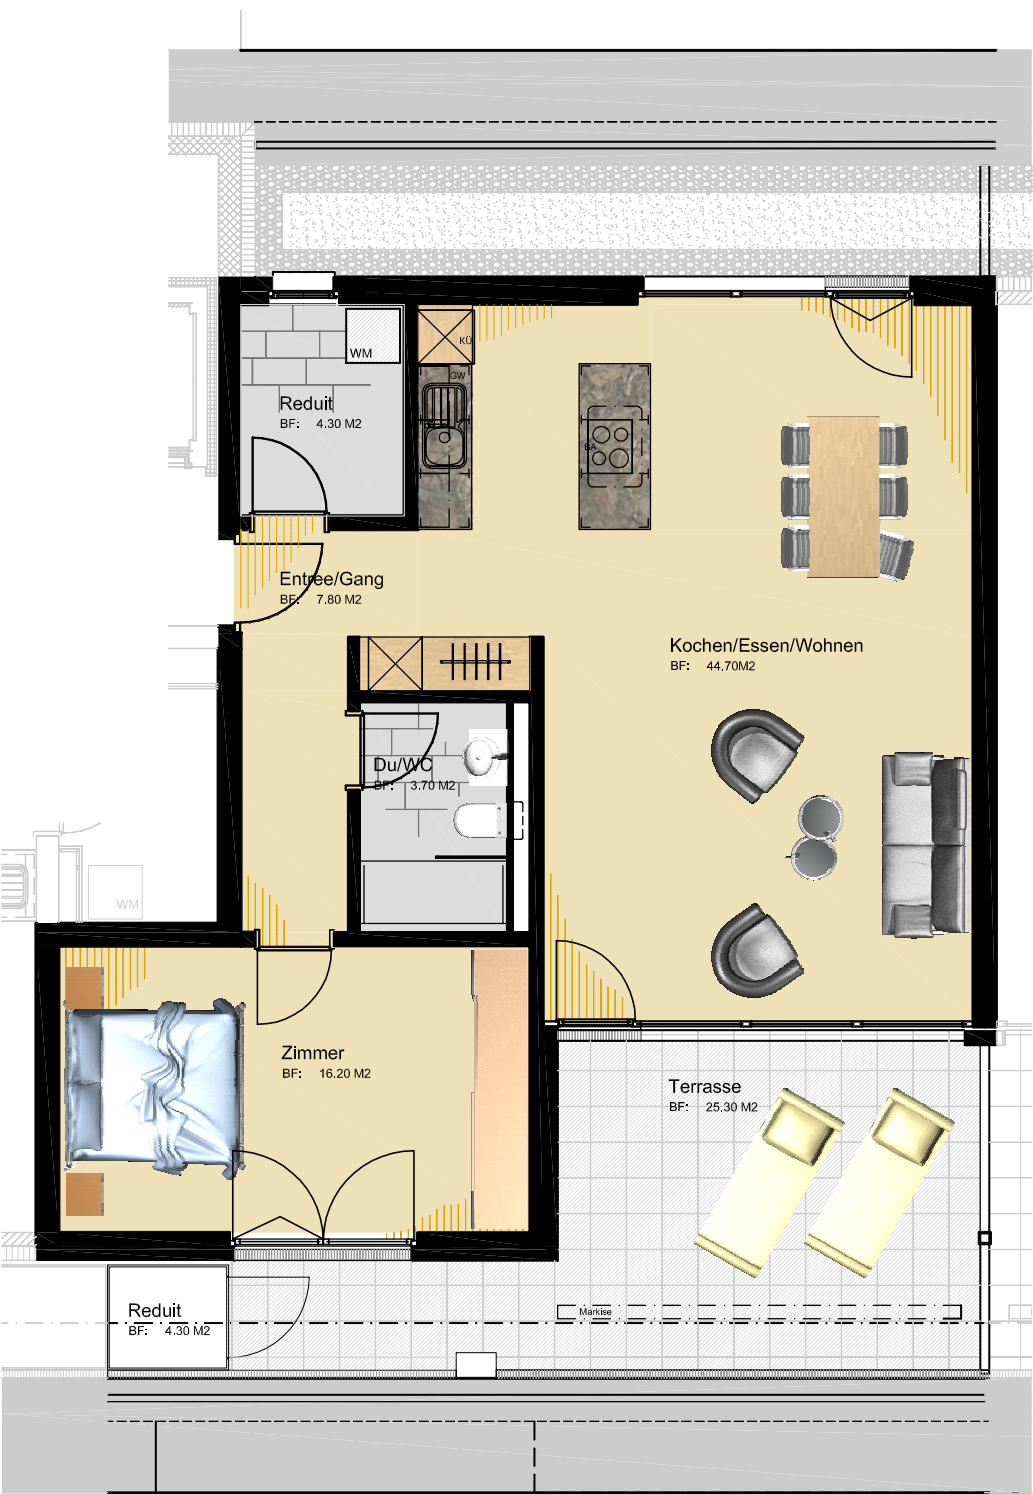 KÜ
WM
GW
Reduit
BF: 4.30 M2
GA
Entrée/Gang
BF: 7.80 M2
Kochen/Essen/Wohnen
BF: 44.70M2
Du/WC
BF: 3.70 M2
WM
Zimmer
BF: 16.20 M2
Terrasse
BF: 25.30 M2
Reduit
BF: 4.30 M2
Markise